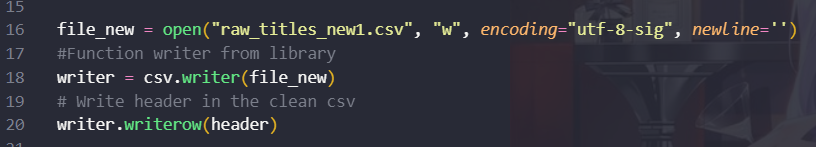 15
16 file_new = open("raw_titles_new1.csv", "w", encoding="utf-8-sig", newline='')
17 #Function writer from library
18 writer = csv.writer(file_new)
19 # Write header in the clean csv
20 writer.writerow(header)
21